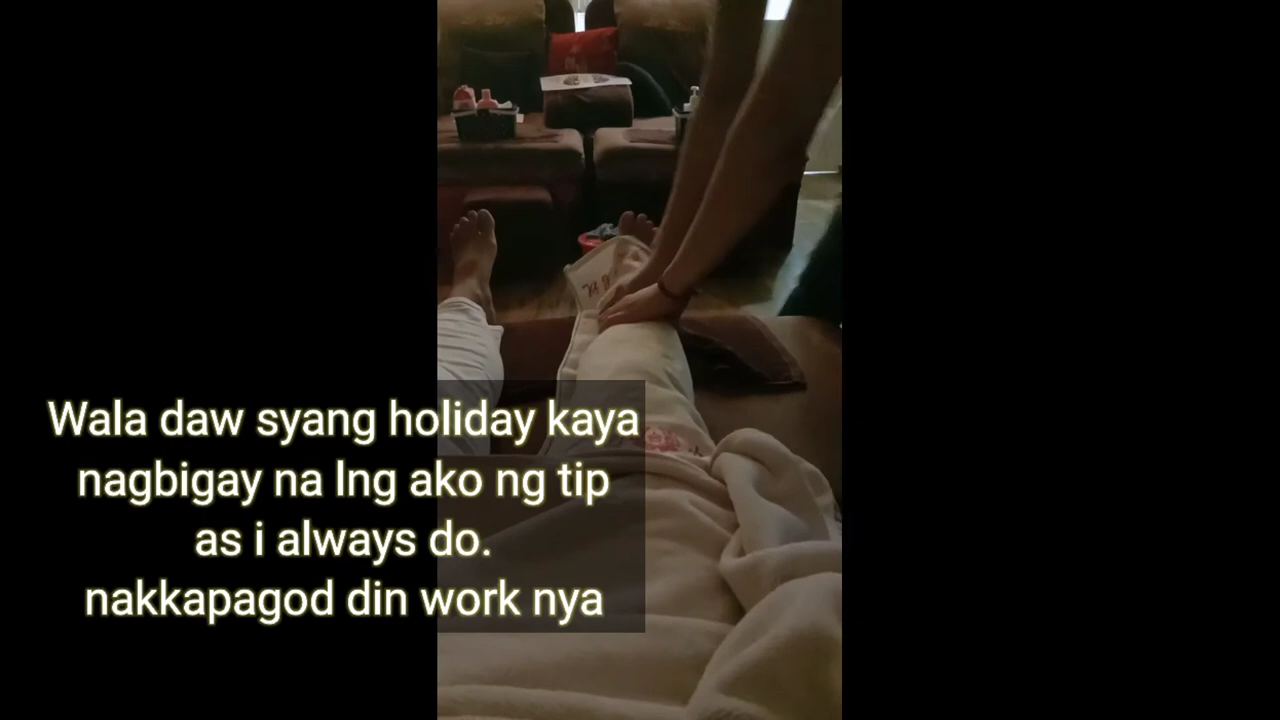 Wala daw syang holiday kaya
nagbigay na lng ako ng tip
as i always do.
nakkapagod din work nya